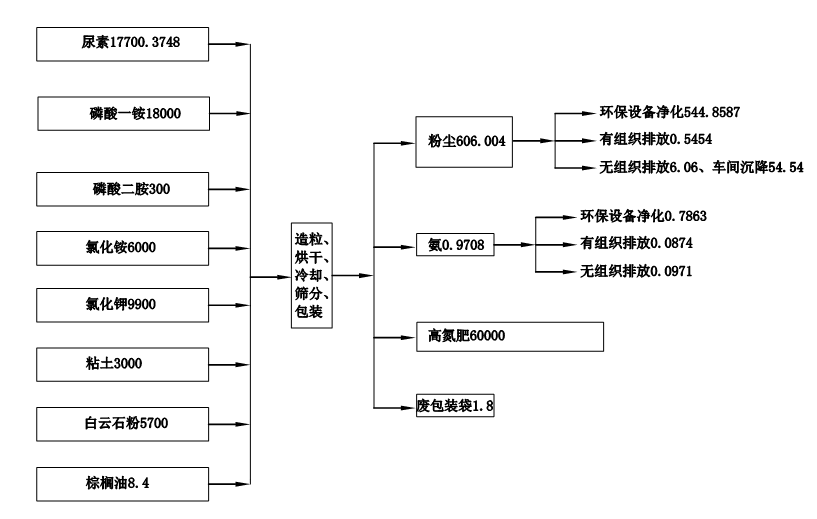 尿素17700.3748
磷酸一铵18000
磷酸二胺300
氯化铵6000
氯化钾9900
粘土3000
白云石粉5700
棕榈油8.4
造粒、
烘干、
冷却、
筛分、
包装
粉尘606.004
环保设备净化544.8587
有组织排放0.5454
无组织排放6.06、车间沉降54.54
氨0.9708
环保设备净化0.7863
有组织排放0.0874
无组织排放0.0971
高氮肥60000
废包装袋1.8